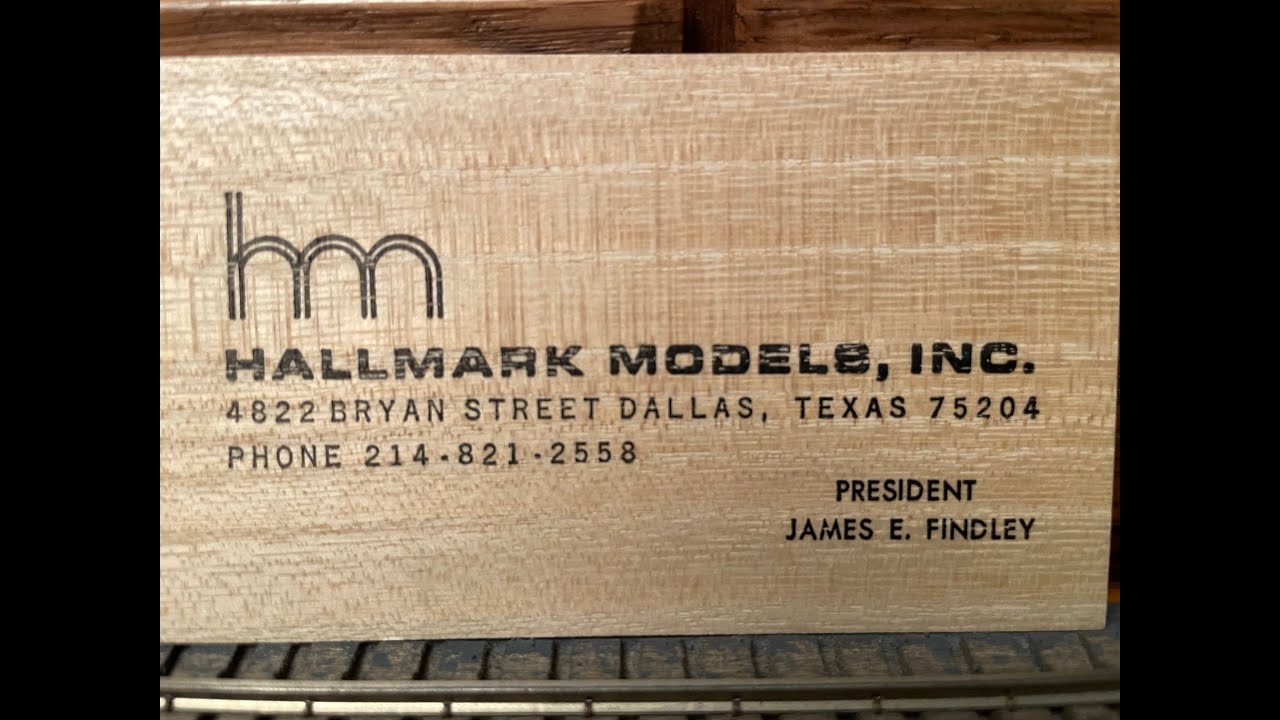 hm
HALLMARK MODELS, INC.
4822 BRYAN STREET DALLAS, TEXAS 75204
PHONE 214-821-2558
PRESIDENT
JAMES E. FINDLEY